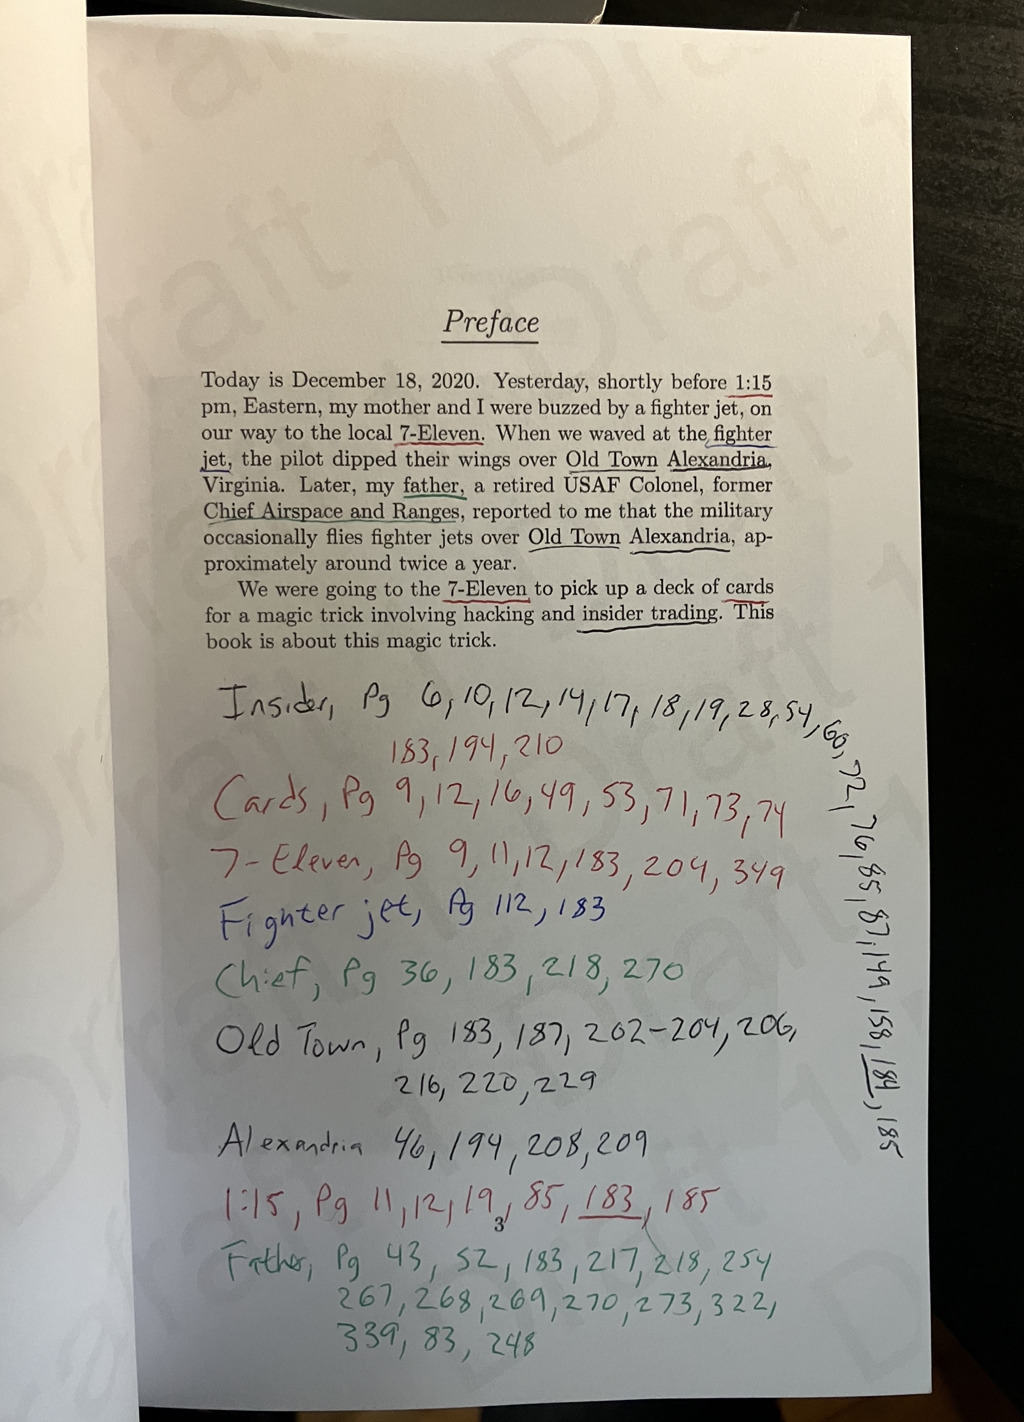 Preface
Today is December 18, 2020. Yesterday, shortly before 1:15
pm, Eastern, my mother and I were buzzed by a fighter jet, on
our way to the local 7-Eleven. When we waved at the fighter
jet, the pilot dipped their wings over Old Town Alexandria,
Virginia. Later, my father, a retired USAF Colonel, former
Chief Airspace and Ranges, reported to me that the military
occasionally flies fighter jets over Old Town Alexandria, ap-
proximately around twice a year.
We were going to the 7-Eleven to pick up a deck of cards
for a magic trick involving hacking and insider trading. This
book is about this magic trick.
Insider, Pg 6, 10, 12, 14, 17, 18, 19, 28, 54, 60, 72, 76, 85, 87, 149, 158, 184, 185
183, 194, 210
Cards, Pg 9, 12, 16, 49, 53, 71, 73, 74
7-Eleven, Pg 9, 11, 12, 183, 204, 349
Fighter jet, Pg 112, 183
Chief, Pg 36, 183, 218, 270
Old Town, Pg 183, 187, 202-204, 206,
216, 220, 229
Alexandria 46, 194, 208, 209
1:15, Pg 11, 12, 19, 85, 183, 185
3
Father, Pg 43, 52, 183, 217, 218, 254
267, 268, 269, 270, 273, 322,
339, 83, 248
Draft 1